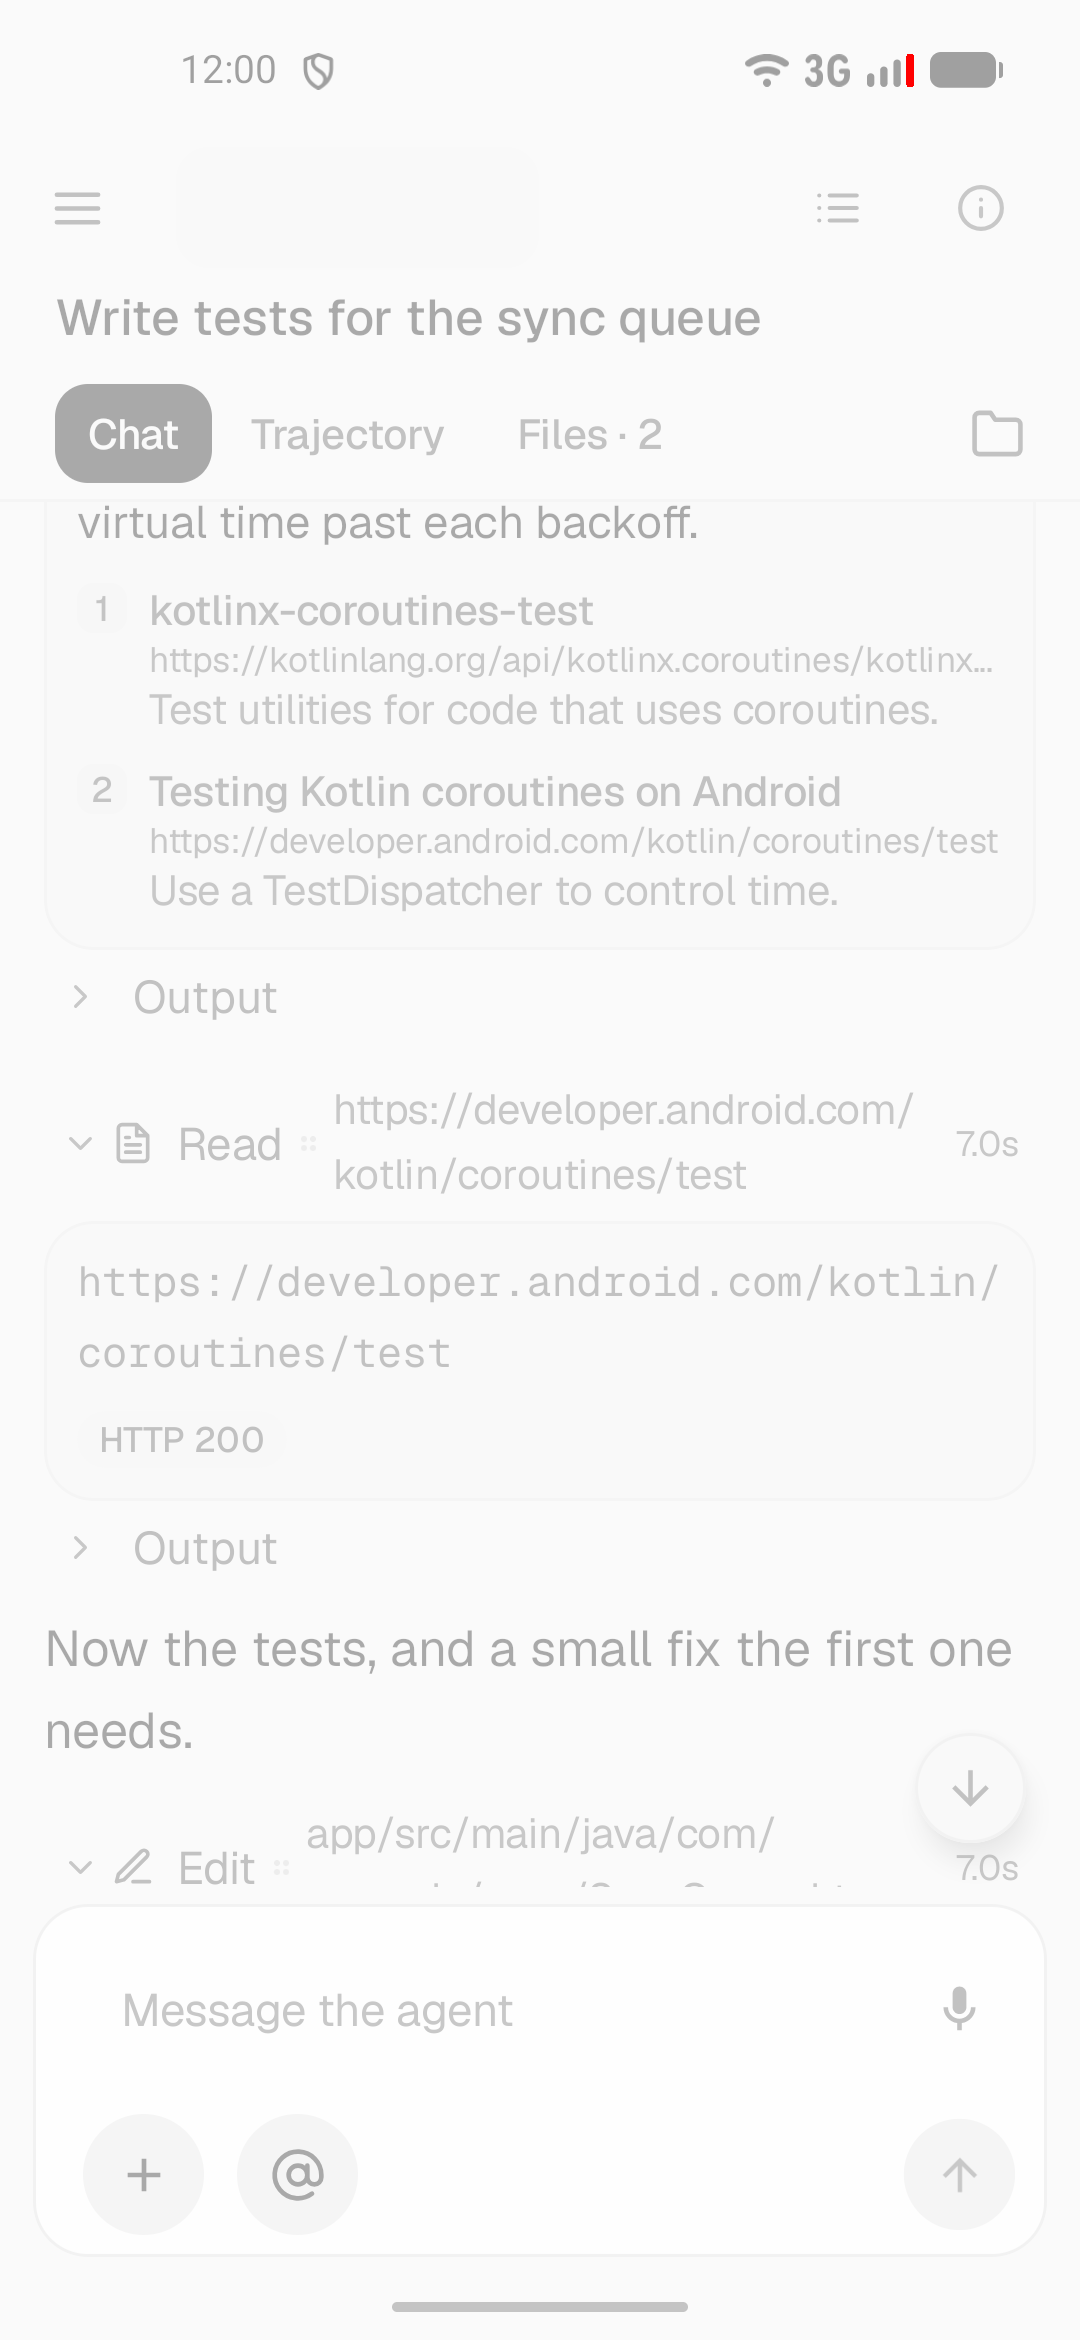 12:00
3G
Write tests for the sync queue
Chat
Trajectory
Files · 2
virtual time past each backoff.
1
kotlinx-coroutines-test
https://kotlinlang.org/api/kotlinx.coroutines/kotlinx...
Test utilities for code that uses coroutines.
2
Testing Kotlin coroutines on Android
https://developer.android.com/kotlin/coroutines/test
Use a TestDispatcher to control time.
Output
Read
https://developer.android.com/
kotlin/coroutines/test
7.0s
https://developer.android.com/kotlin/
coroutines/test
HTTP 200
Output
Now the tests, and a small fix the first one
needs.
Edit
app/src/main/java/com/
7.0s
Message the agent